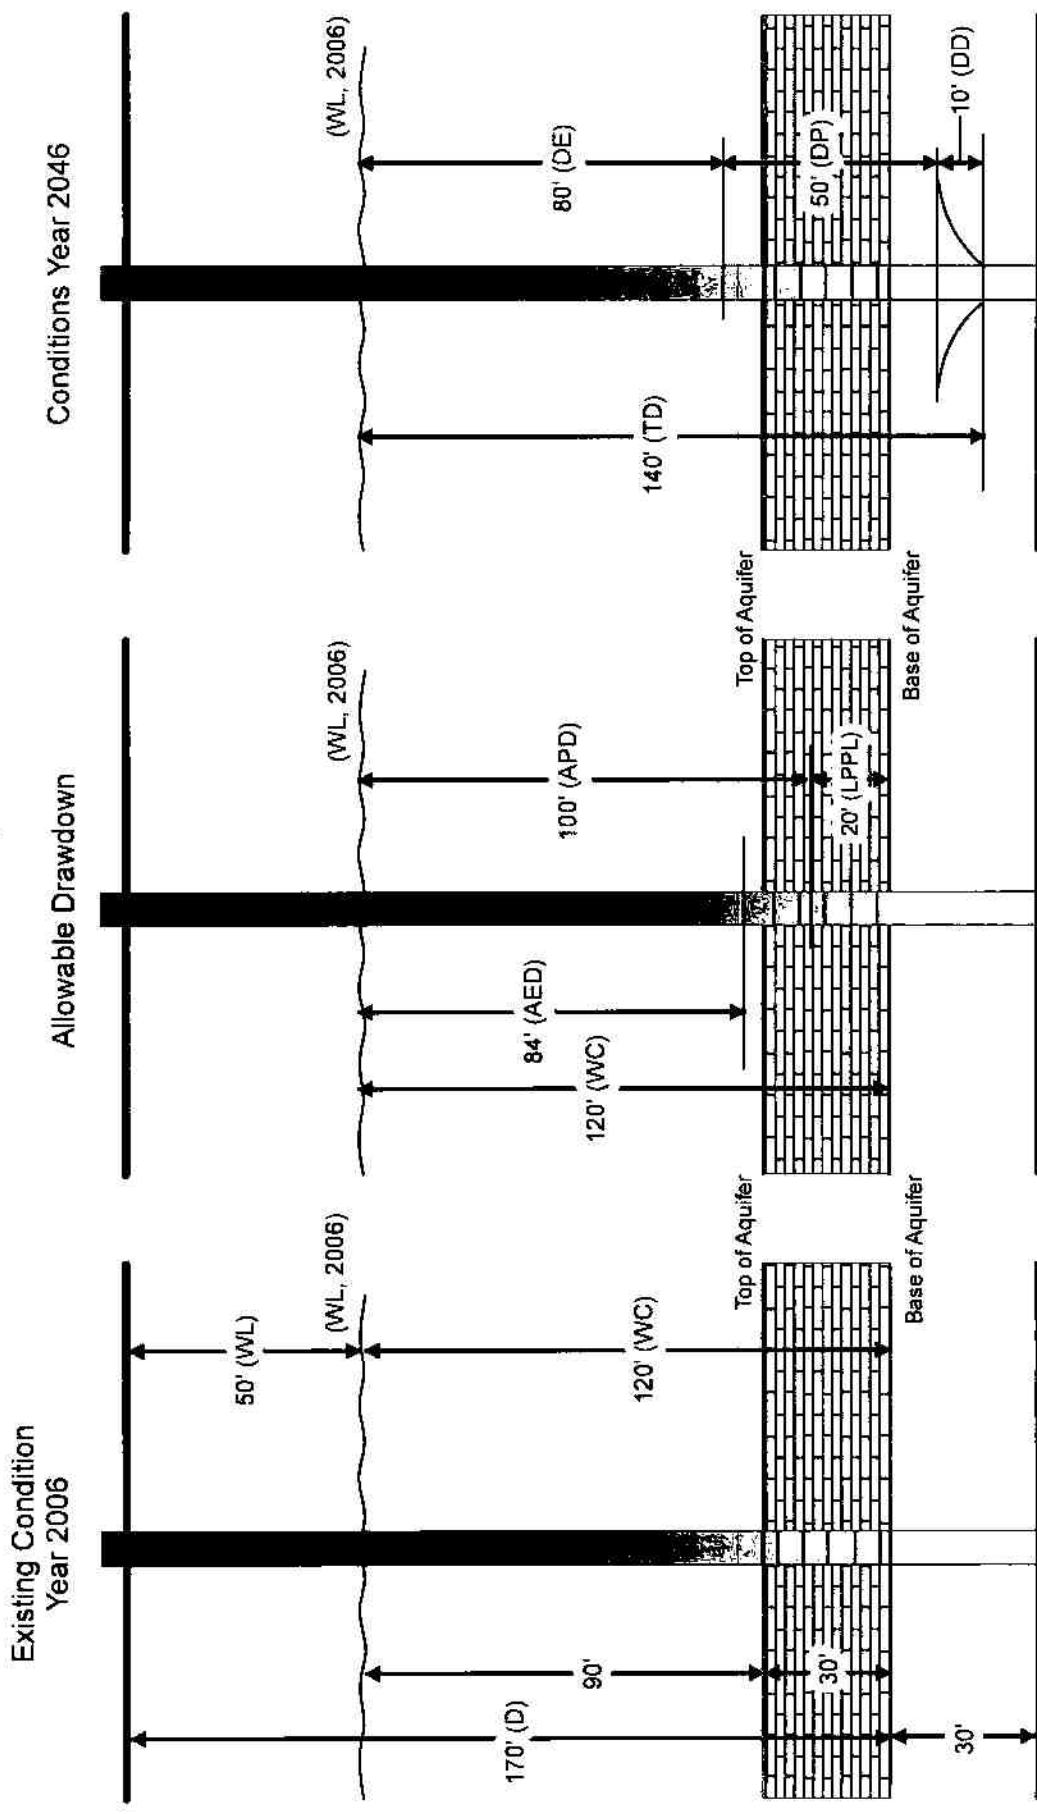 Existing Condition
Year 2006
50' (WL)
(WL, 2006)
120' (WC)
90'
170' (D)
30'
30'
Top of Aquifer
Base of Aquifer
Allowable Drawdown
(WL, 2006)
100' (APD)
84' (AED)
120' (WC)
20' (LPPL)
Top of Aquifer
Base of Aquifer
Conditions Year 2046
(WL, 2006)
80' (DE)
140' (TD)
50' (DP)
10' (DD)